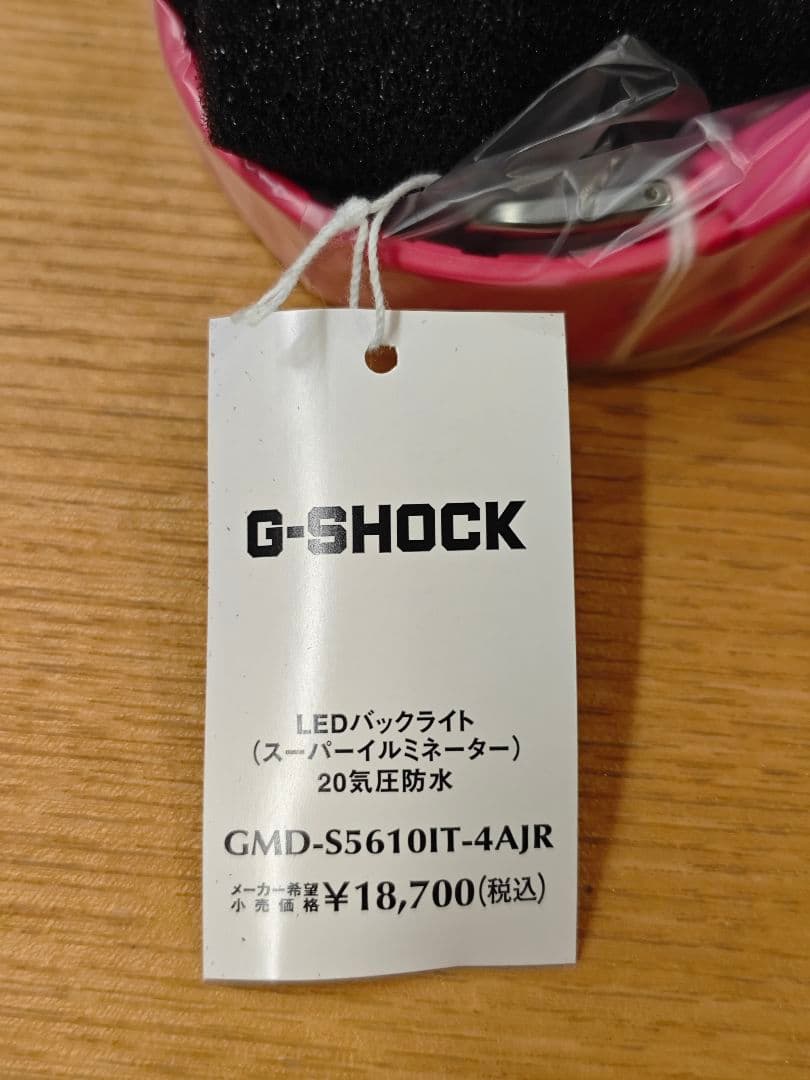 G-SHOCK
LEDバックライト
(スーパーイルミネーター)
20気圧防水
GMD-S5610IT-4AJR
メーカー希望
小売価格 ¥18,700(税込)